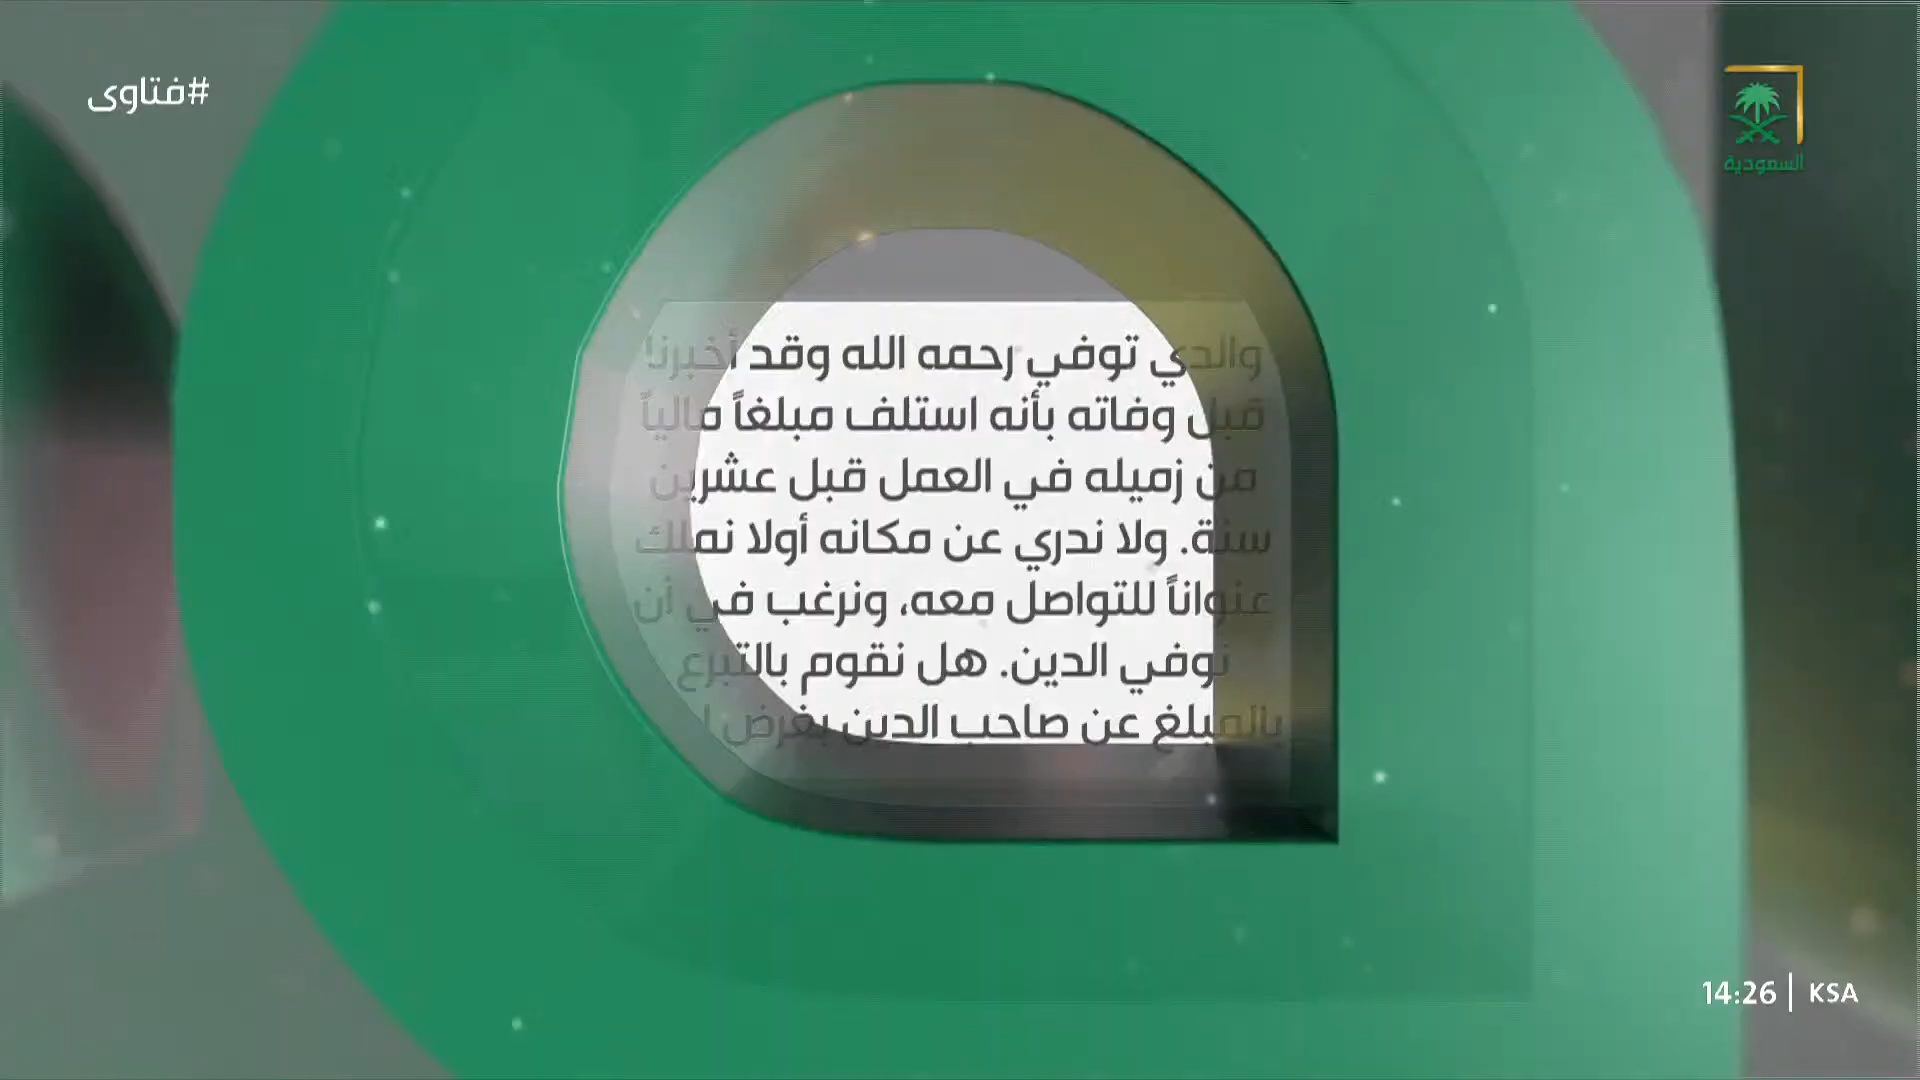 #فتاوى
السعودية
والدي توفي رحمه الله وقد أخبرنا
قبل وفاته بأنه استلف مبلغاً مالياً
من زميله في العمل قبل عشرين
سنة. ولا ندري عن مكانه أولا نملك
عنواناً للتواصل معه، ونرغب في أن
نوفي الدين. هل نقوم بالتبرع
بالمبلغ عن صاحب الدين بغرض
14:26 | KSA